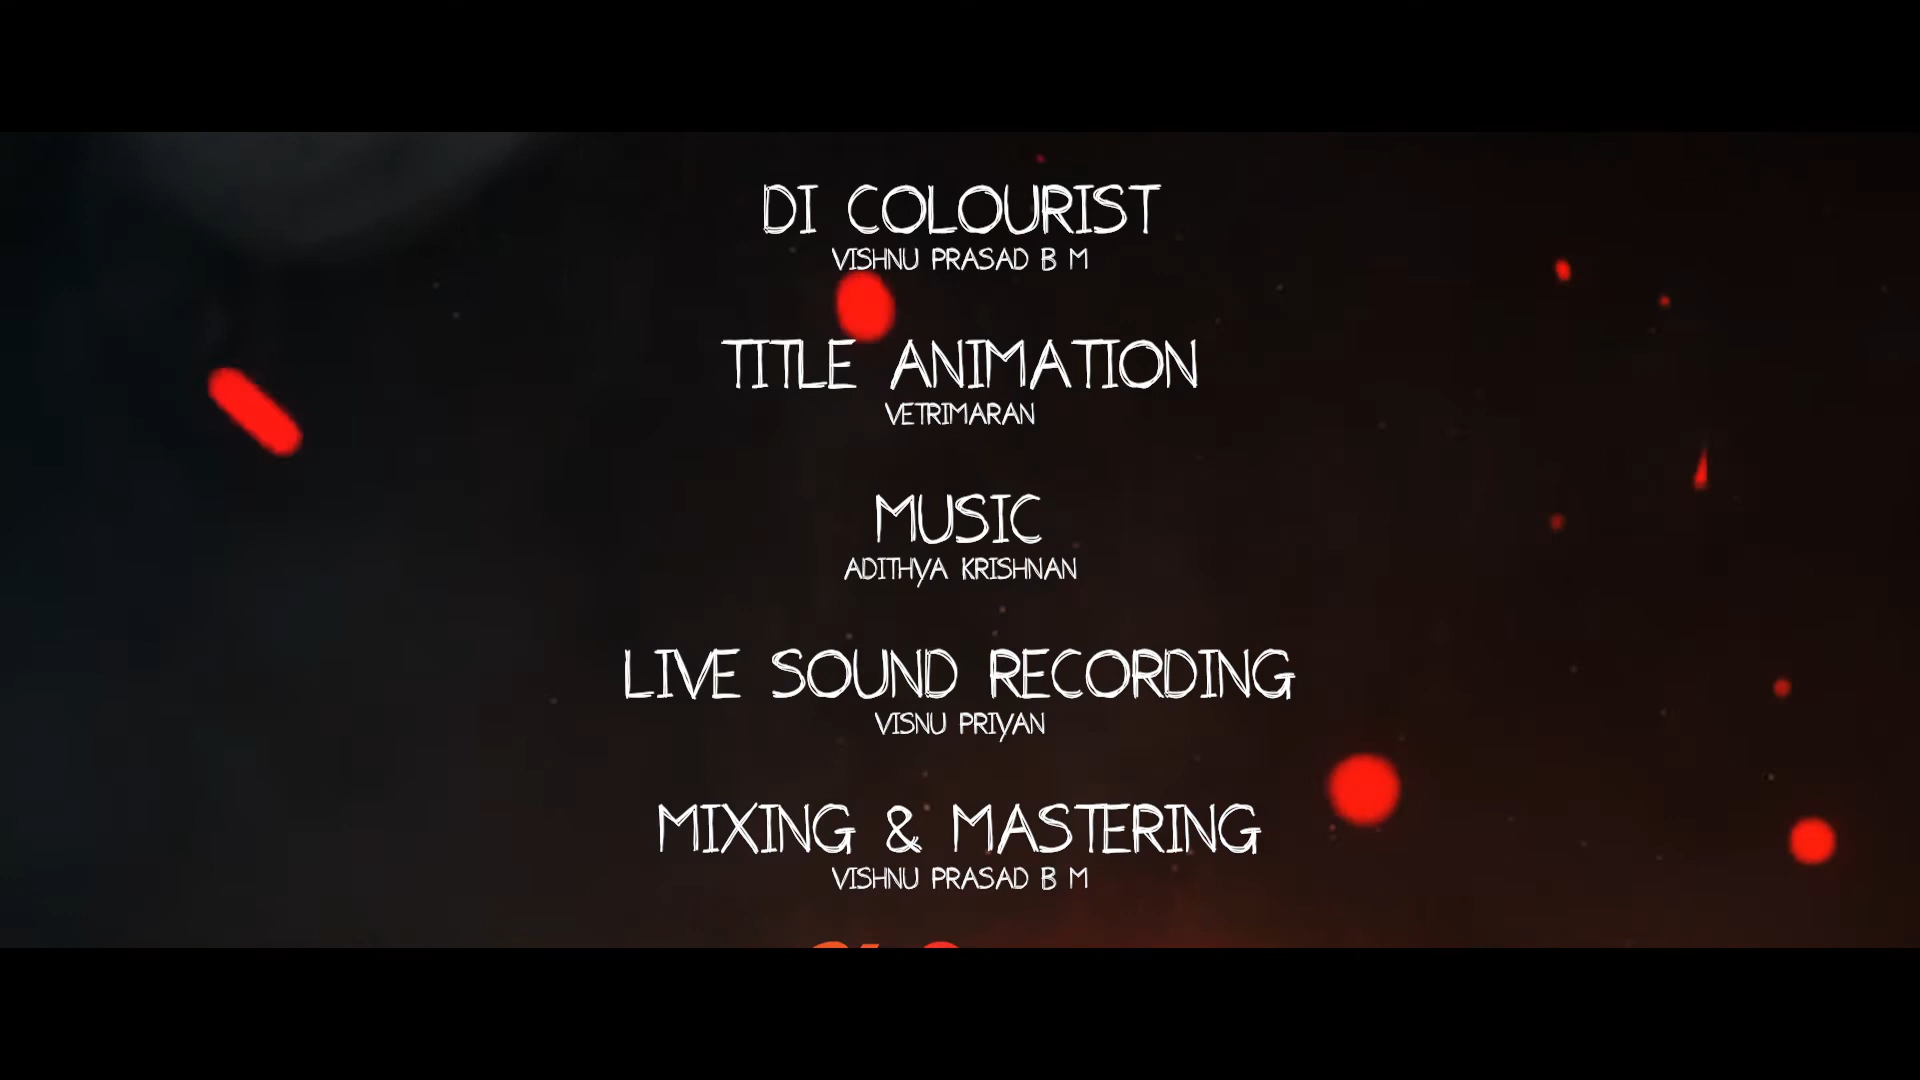 DI COLOURIST
VISHNU PRASAD B M
TITLE ANIMATION
VETRIMARAN
MUSIC
ADITHYA KRISHNAN
LIVE SOUND RECORDING
VISNU PRIYAN
MIXING & MASTERING
VISHNU PRASAD B M